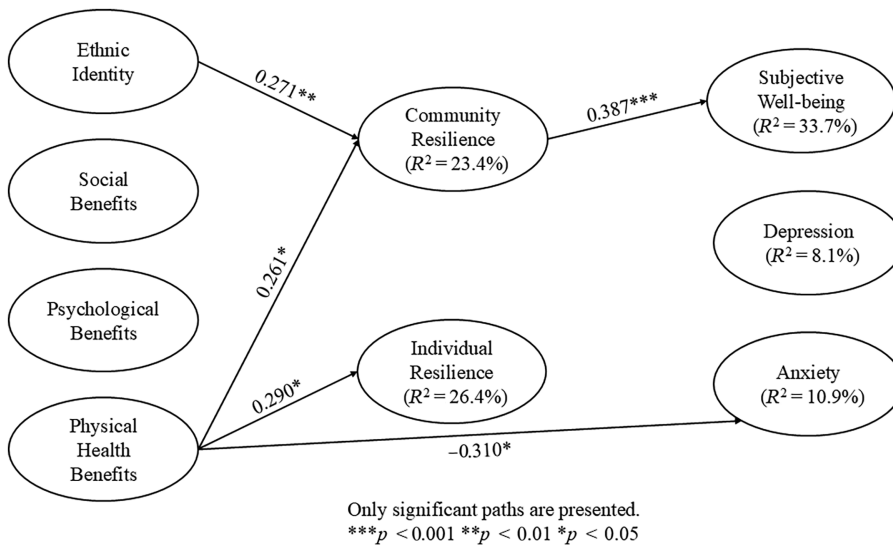 Ethnic
Identity
Social
Benefits
Psychological
Benefits
Physical
Health
Benefits
0.271**
0.261*
0.290*
−0.310*
Community
Resilience
(R² = 23.4%)
Individual
Resilience
(R² = 26.4%)
0.387***
Subjective
Well-being
(R² = 33.7%)
Depression
(R² = 8.1%)
Anxiety
(R² = 10.9%)
Only significant paths are presented.
***p < 0.001 **p < 0.01 *p < 0.05